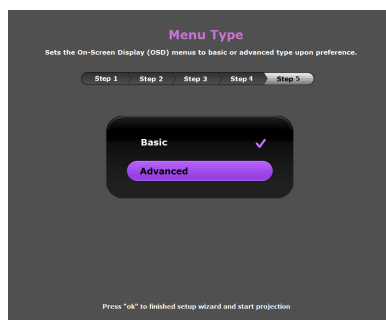 Menu Type
Sets the On-Screen Display (OSD) menus to basic or advanced type upon preference.
Step 1 Step 2 Step 3 Step 4 Step 5
Basic
Advanced
Press "ok" to finished setup wizard and start projection